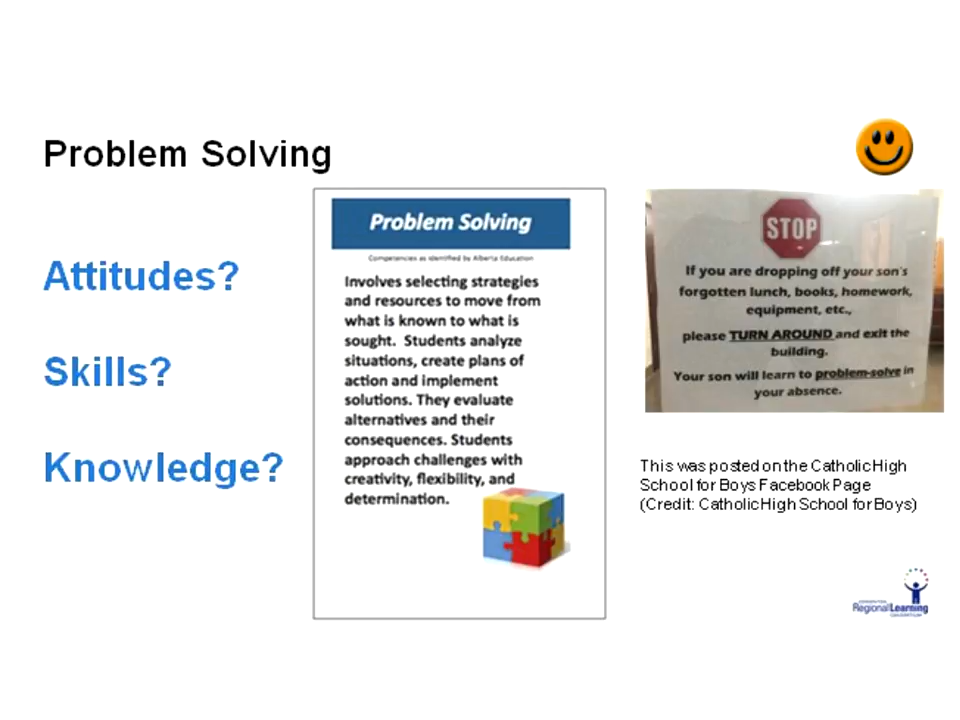 Problem Solving
Attitudes?
Skills?
Knowledge?
Problem Solving
Competencies as identified by Alberta Education
Involves selecting strategies
and resources to move from
what is known to what is
sought. Students analyze
situations, create plans of
action and implement
solutions. They evaluate
alternatives and their
consequences. Students
approach challenges with
creativity, flexibility, and
determination.
STOP
If you are dropping off your son's
forgotten lunch, books, homework,
equipment, etc.,
please TURN AROUND and exit the
building.
Your son will learn to problem-solve in
your absence.
This was posted on the Catholic High
School for Boys Facebook Page
(Credit: Catholic High School for Boys)
Regional Learning
CONSORTIUM